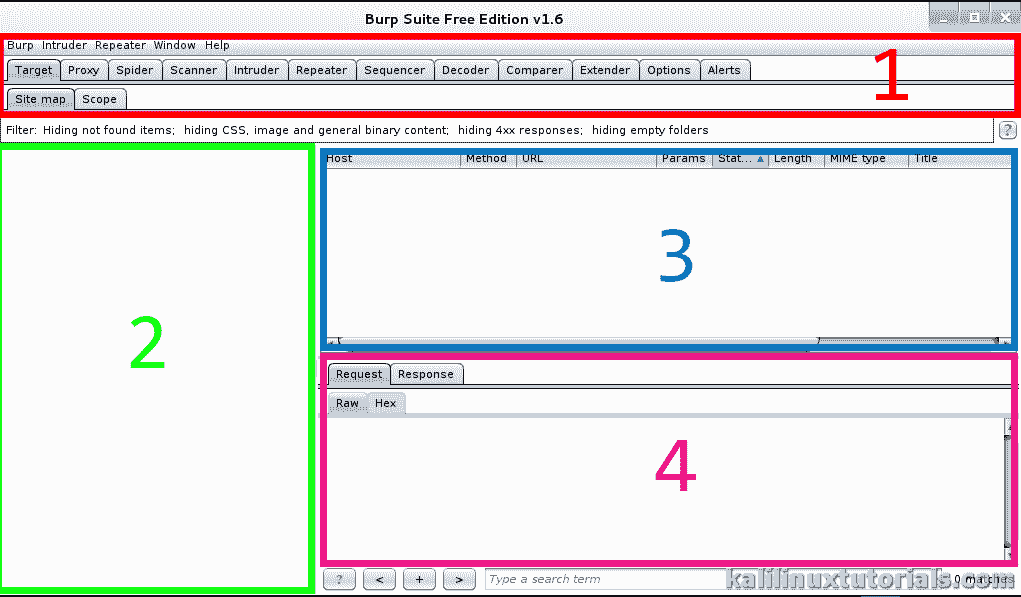 Burp Suite Free Edition v1.6
Burp Intruder Repeater Window Help
Target Proxy Spider Scanner Intruder Repeater Sequencer Decoder Comparer Extender Options Alerts
1
Site map Scope
Filter: Hiding not found items; hiding CSS, image and general binary content; hiding 4xx responses; hiding empty folders ?
Host Method URL Params Stat... ▲ Length MIME type Title
3
2
Request Response
Raw Hex
4
? < + > Type a search term 0 matches
kalilinuxtutorials.com